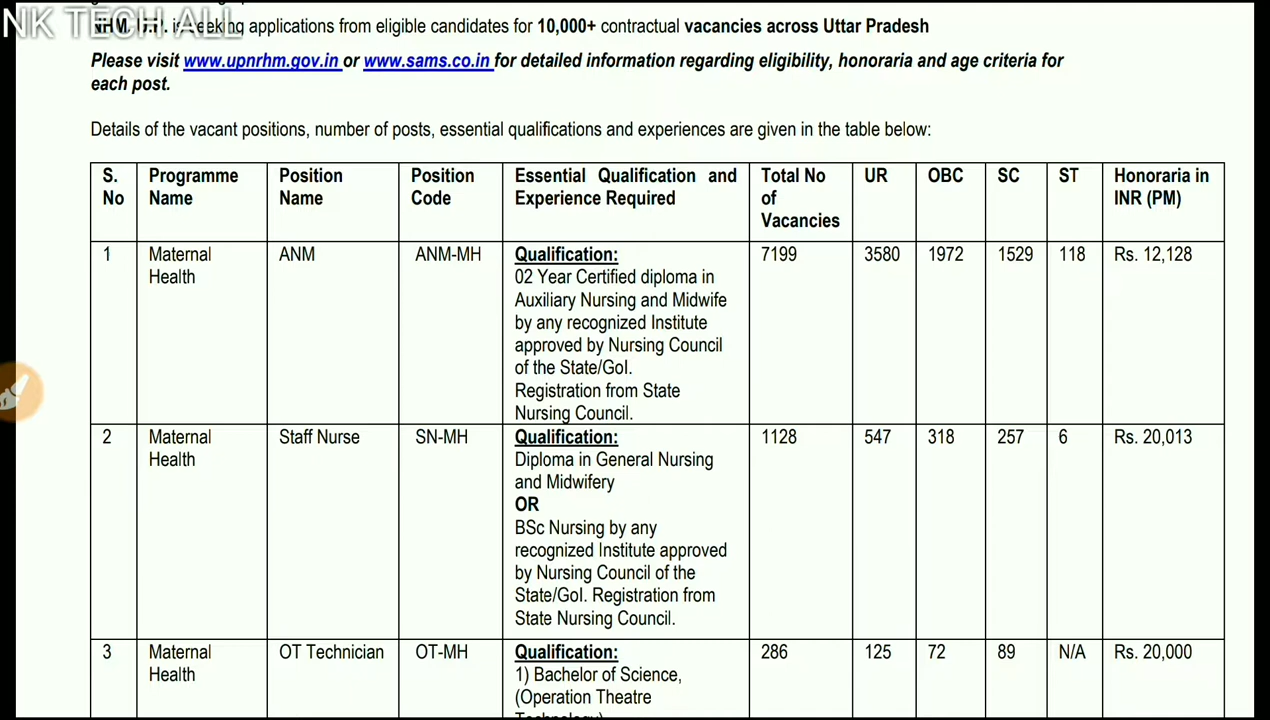 NK TECH ALL
NHM, U.P. is seeking applications from eligible candidates for 10,000+ contractual vacancies across Uttar Pradesh
Please visit www.upnrhm.gov.in or www.sams.co.in for detailed information regarding eligibility, honoraria and age criteria for
each post.
Details of the vacant positions, number of posts, essential qualifications and experiences are given in the table below:
S. No Programme Name Position Name Position Code Essential Qualification and Experience Required Total No of Vacancies UR OBC SC ST Honoraria in INR (PM)
1 Maternal Health ANM ANM-MH Qualification: 7199 3580 1972 1529 118 Rs. 12,128
02 Year Certified diploma in
Auxiliary Nursing and Midwife
by any recognized Institute
approved by Nursing Council
of the State/GoI.
Registration from State
Nursing Council.
2 Maternal Health Staff Nurse SN-MH Qualification: 1128 547 318 257 6 Rs. 20,013
Diploma in General Nursing
and Midwifery
OR
BSc Nursing by any
recognized Institute approved
by Nursing Council of the
State/GoI. Registration from
State Nursing Council.
3 Maternal Health OT Technician OT-MH Qualification: 286 125 72 89 N/A Rs. 20,000
1) Bachelor of Science,
(Operation Theatre